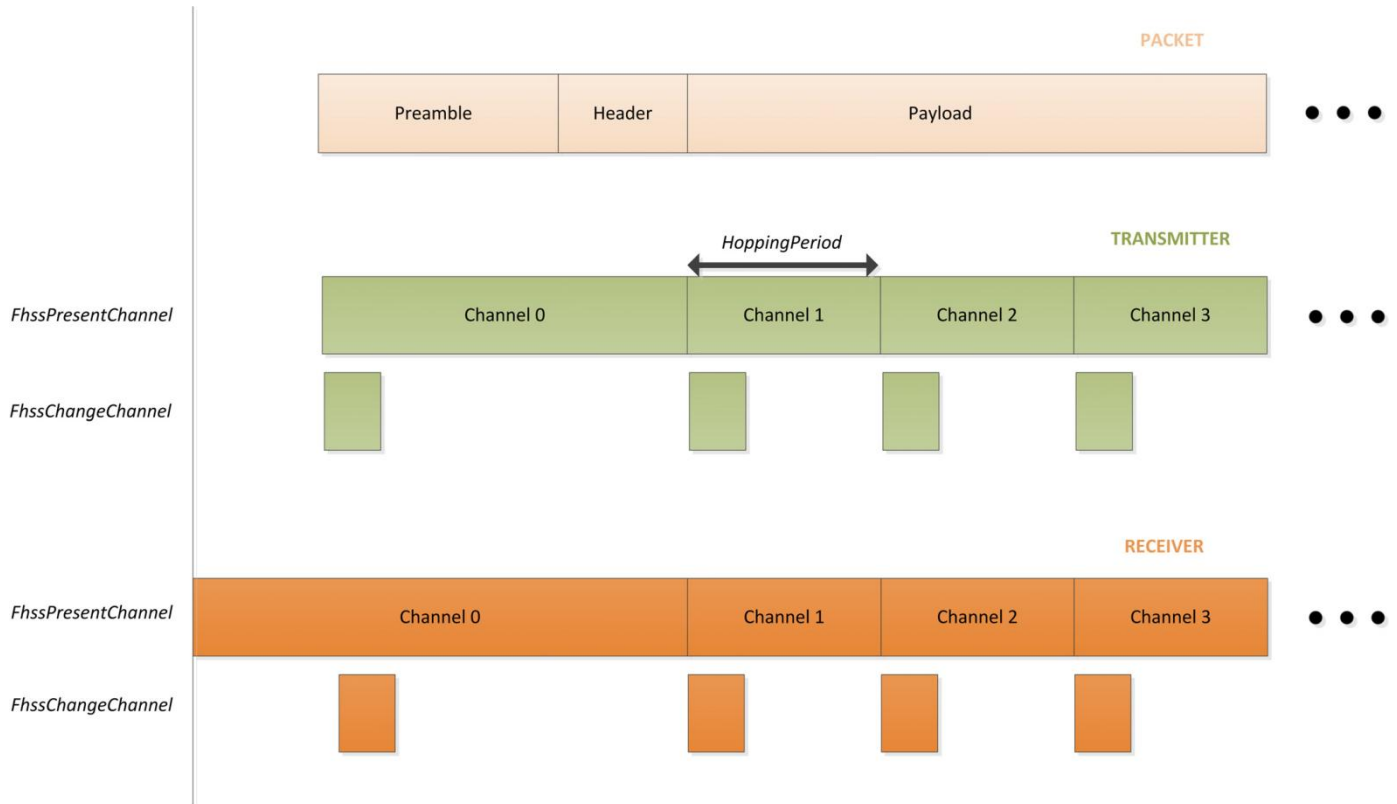 PACKET
Preamble Header Payload
HoppingPeriod
TRANSMITTER
FhssPresentChannel Channel 0 Channel 1 Channel 2 Channel 3
FhssChangeChannel
RECEIVER
FhssPresentChannel Channel 0 Channel 1 Channel 2 Channel 3
FhssChangeChannel